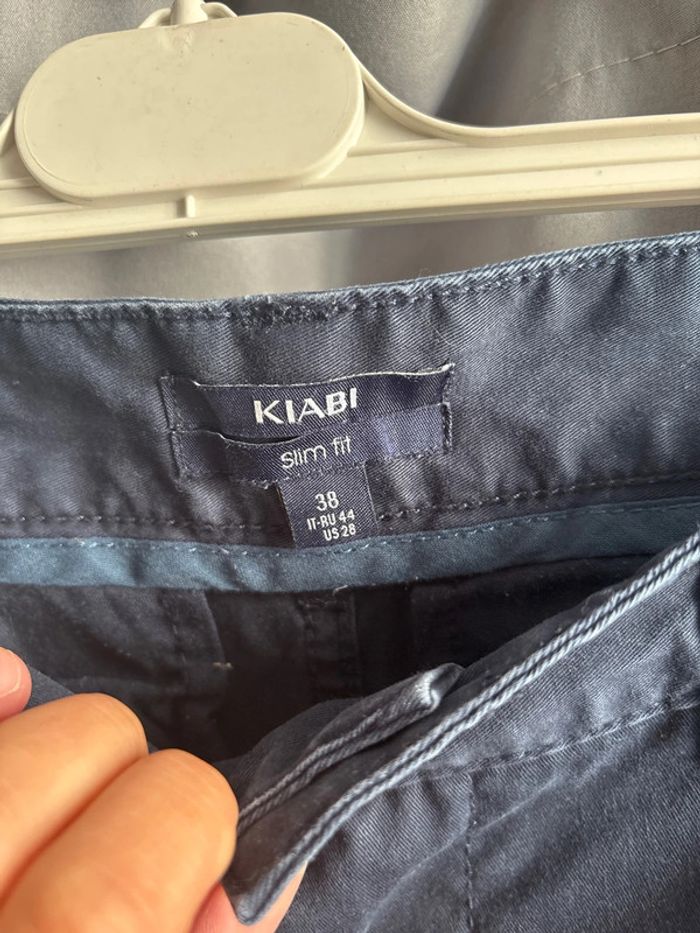 KIABI
slim fit
38
IT-RU 44
US 28